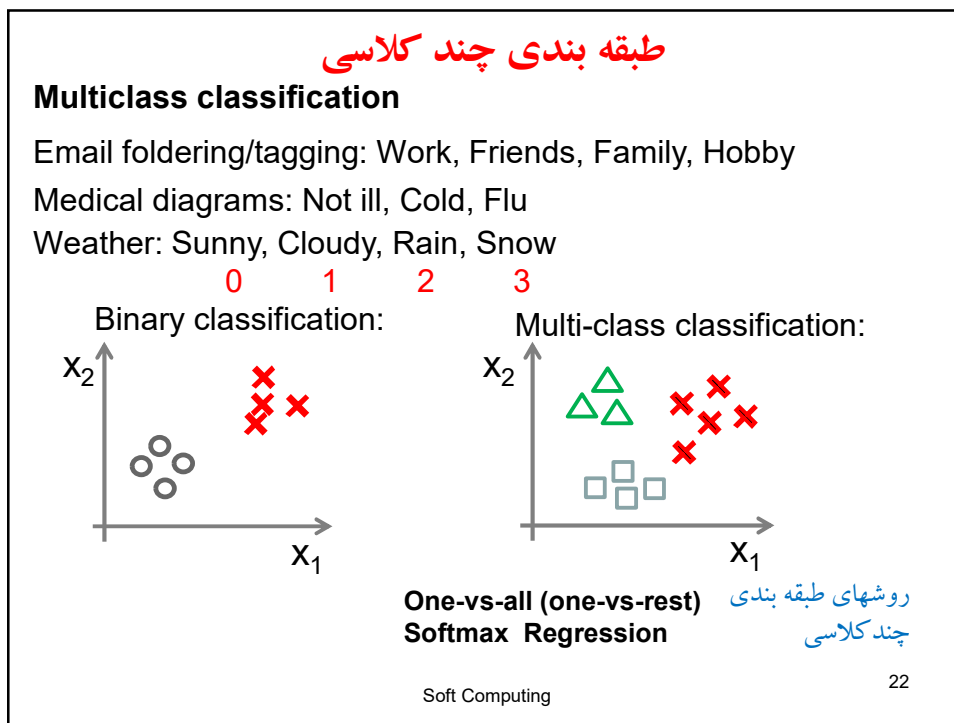 طبقه بندی چند کلاسی
Multiclass classification
Email foldering/tagging: Work, Friends, Family, Hobby
Medical diagrams: Not ill, Cold, Flu
Weather: Sunny, Cloudy, Rain, Snow
0 1 2 3
Binary classification:
x2
x1
Multi-class classification:
x2
x1
One-vs-all (one-vs-rest)
Softmax Regression
روشهای طبقه بندی
چندکلاسی
Soft Computing
22